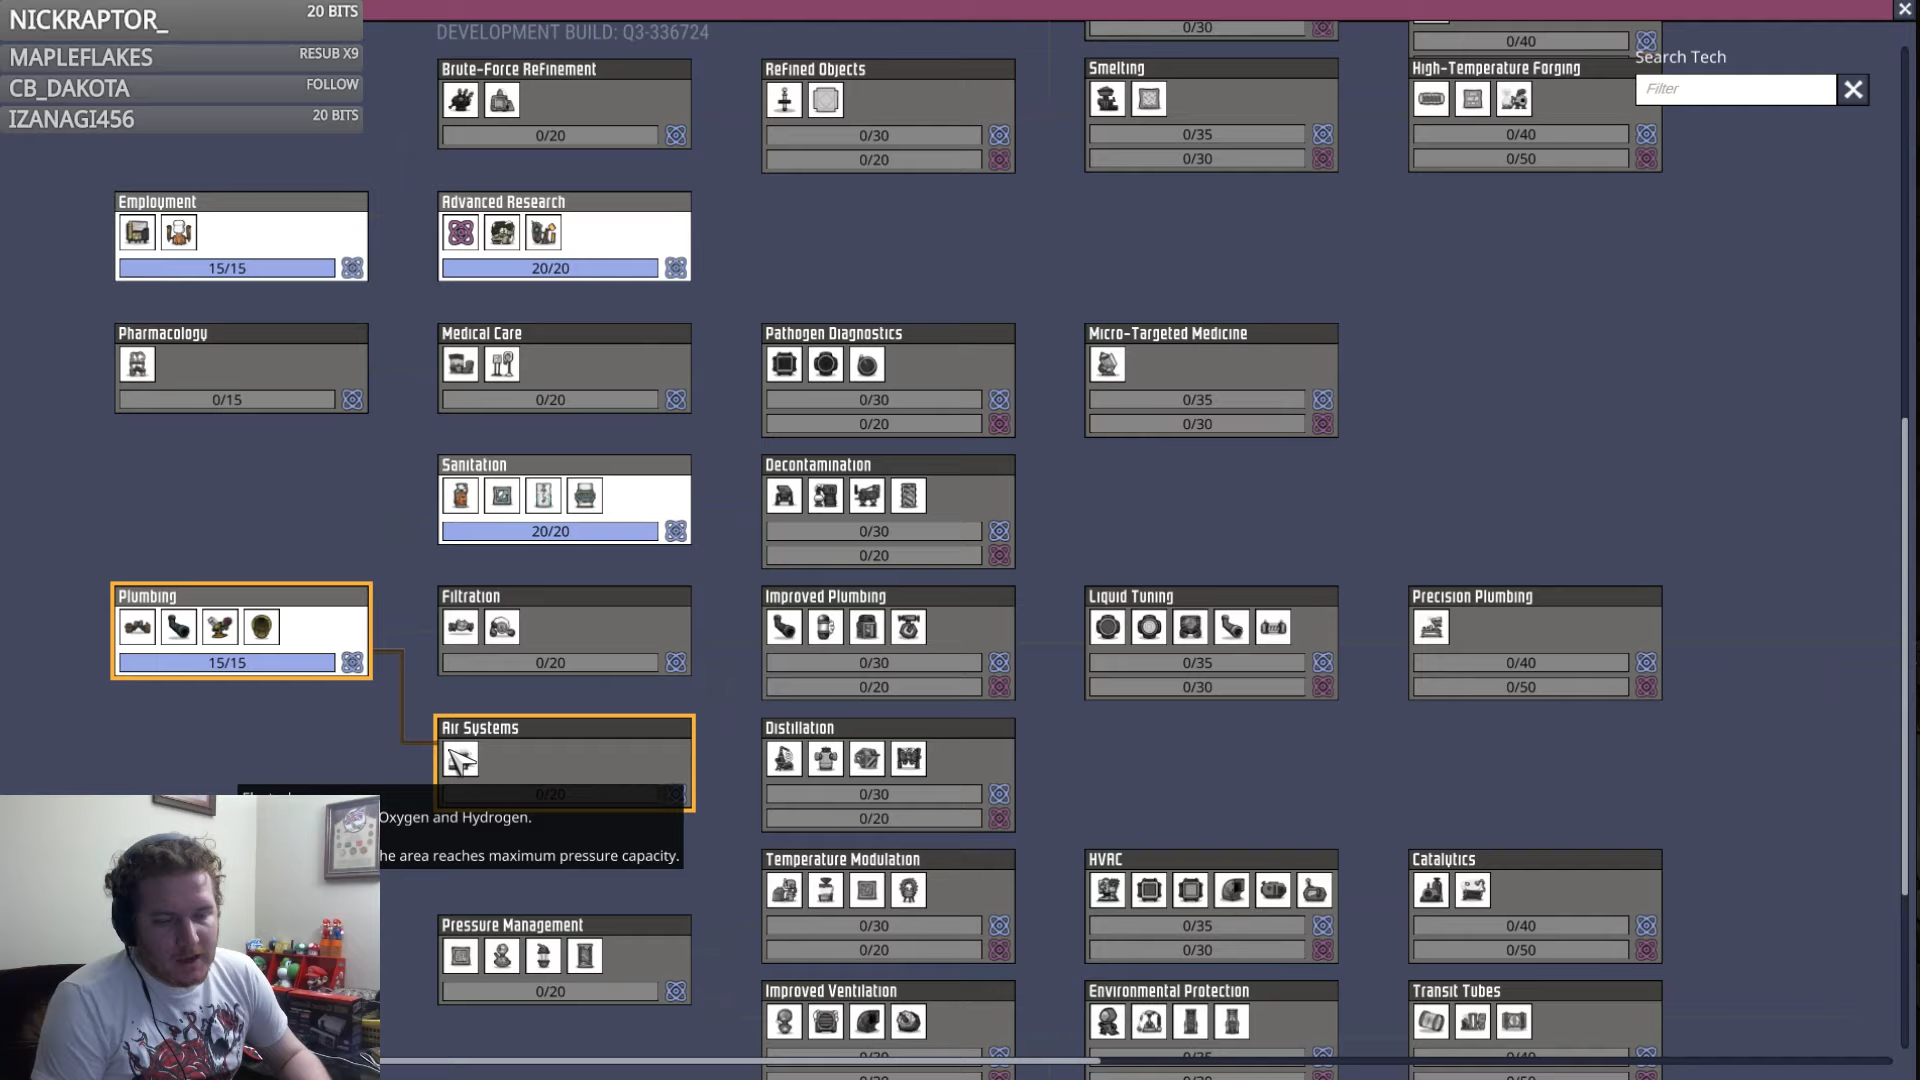 NICKRAPTOR_ 20 BITS
MAPLEFLAKES RESUB X9
CB_DAKOTA FOLLOW
IZANAGI456 20 BITS
DEVELOPMENT BUILD: Q3-336724
0/30
0/40
Search Tech
Filter
Brute-Force Refinement
0/20
Refined Objects
0/30
0/20
Smelting
0/35
0/30
High-Temperature Forging
0/40
0/50
Employment
15/15
Advanced Research
20/20
Pharmacology
0/15
Medical Care
0/20
Pathogen Diagnostics
0/30
0/20
Micro-Targeted Medicine
0/35
0/30
Sanitation
20/20
Decontamination
0/30
0/20
Plumbing
15/15
Filtration
0/20
Improved Plumbing
0/30
0/20
Liquid Tuning
0/35
0/30
Precision Plumbing
0/40
0/50
Air Systems
0/20
Oxygen and Hydrogen.
he area reaches maximum pressure capacity.
Distillation
0/30
0/20
Temperature Modulation
0/30
0/20
HVAC
0/35
0/30
Catalytics
0/40
0/50
Pressure Management
0/20
Improved Ventilation
Environmental Protection
Transit Tubes